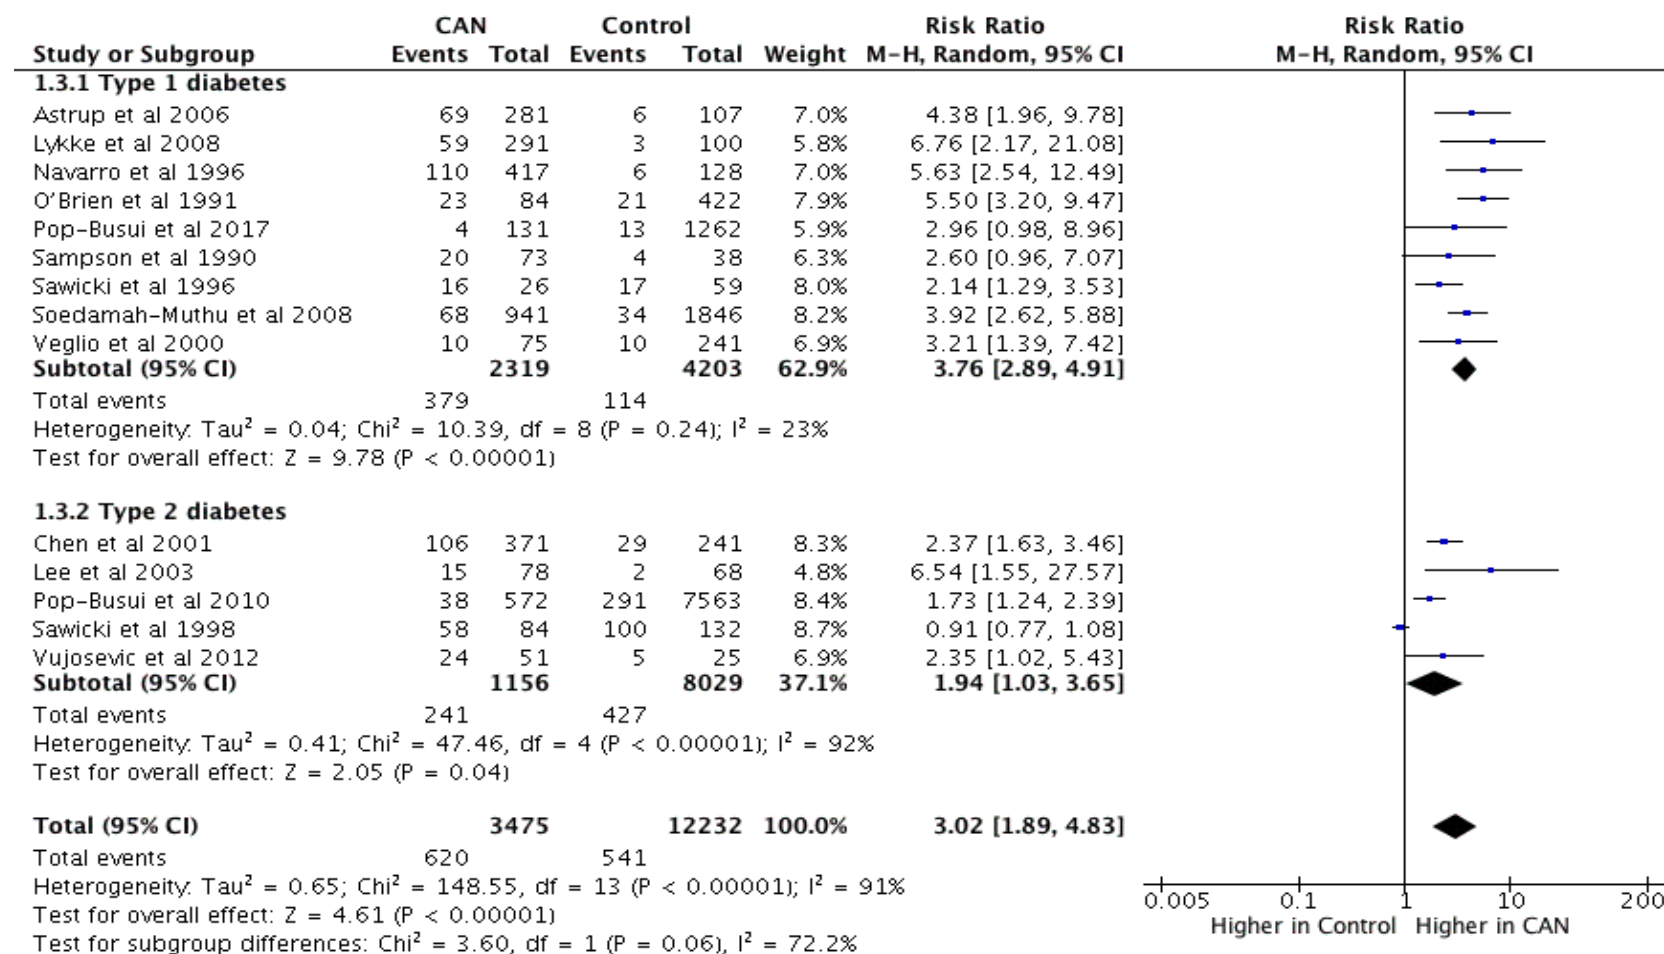 CAN Control Risk Ratio Risk Ratio
Study or Subgroup Events Total Events Total Weight M-H, Random, 95% CI M-H, Random, 95% CI
1.3.1 Type 1 diabetes
Astrup et al 2006 69 281 6 107 7.0% 4.38 [1.96, 9.78]
Lykke et al 2008 59 291 3 100 5.8% 6.76 [2.17, 21.08]
Navarro et al 1996 110 417 6 128 7.0% 5.63 [2.54, 12.49]
O'Brien et al 1991 23 84 21 422 7.9% 5.50 [3.20, 9.47]
Pop-Busui et al 2017 4 131 13 1262 5.9% 2.96 [0.98, 8.96]
Sampson et al 1990 20 73 4 38 6.3% 2.60 [0.96, 7.07]
Sawicki et al 1996 16 26 17 59 8.0% 2.14 [1.29, 3.53]
Soedamah-Muthu et al 2008 68 941 34 1846 8.2% 3.92 [2.62, 5.88]
Veglio et al 2000 10 75 10 241 6.9% 3.21 [1.39, 7.42]
Subtotal (95% CI) 2319 4203 62.9% 3.76 [2.89, 4.91]
Total events 379 114
Heterogeneity: Tau² = 0.04; Chi² = 10.39, df = 8 (P = 0.24); I² = 23%
Test for overall effect: Z = 9.78 (P < 0.00001)
1.3.2 Type 2 diabetes
Chen et al 2001 106 371 29 241 8.3% 2.37 [1.63, 3.46]
Lee et al 2003 15 78 2 68 4.8% 6.54 [1.55, 27.57]
Pop-Busui et al 2010 38 572 291 7563 8.4% 1.73 [1.24, 2.39]
Sawicki et al 1998 58 84 100 132 8.7% 0.91 [0.77, 1.08]
Vujosevic et al 2012 24 51 5 25 6.9% 2.35 [1.02, 5.43]
Subtotal (95% CI) 1156 8029 37.1% 1.94 [1.03, 3.65]
Total events 241 427
Heterogeneity: Tau² = 0.41; Chi² = 47.46, df = 4 (P < 0.00001); I² = 92%
Test for overall effect: Z = 2.05 (P = 0.04)
Total (95% CI) 3475 12232 100.0% 3.02 [1.89, 4.83]
Total events 620 541
Heterogeneity: Tau² = 0.65; Chi² = 148.55, df = 13 (P < 0.00001); I² = 91%
Test for overall effect: Z = 4.61 (P < 0.00001)
Test for subgroup differences: Chi² = 3.60, df = 1 (P = 0.06), I² = 72.2%
0.005 0.1 1 10 200
Higher in Control Higher in CAN